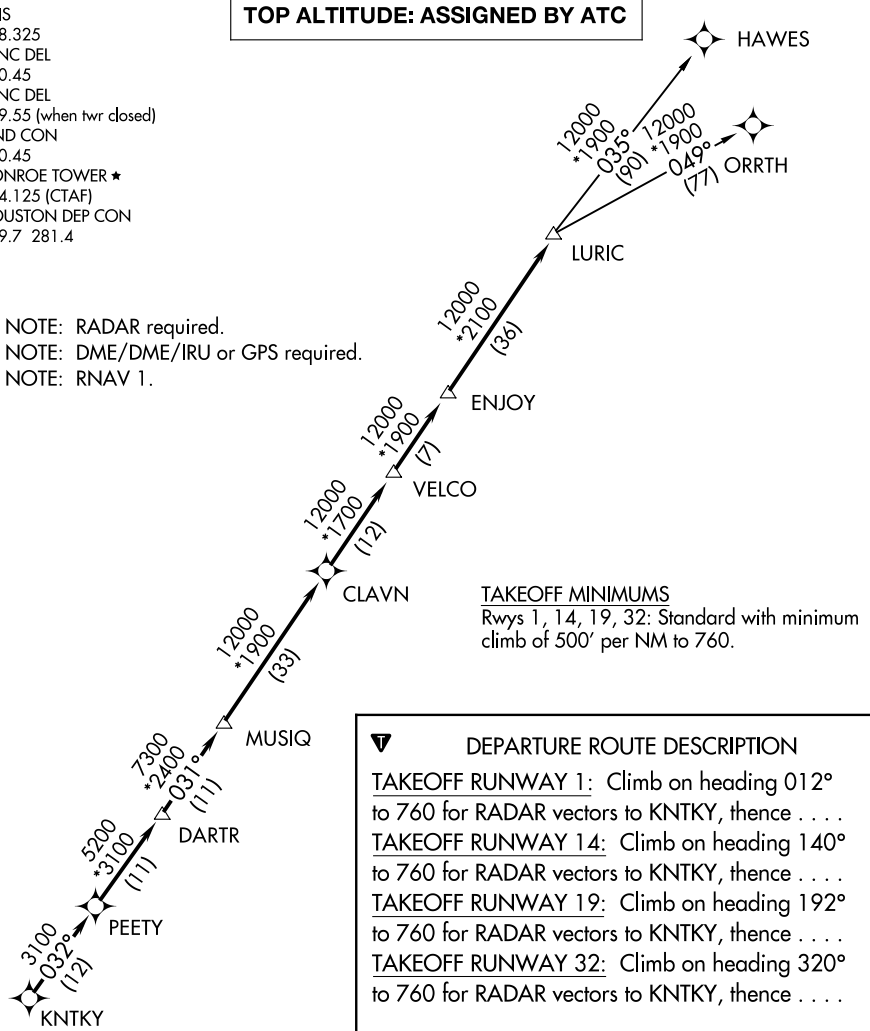 TOP ALTITUDE: ASSIGNED BY ATC
8.325
NC DEL
0.45
NC DEL
9.55 (when twr closed)
ND CON
0.45
ONROE TOWER ★
4.125 (CTAF)
OUSTON DEP CON
9.7 281.4
HAWES
12000
*1900
035°
(90)
12000
*1900
049°
(77)
ORRTH
LURIC
12000
*2100
(36)
NOTE: RADAR required.
NOTE: DME/DME/IRU or GPS required.
NOTE: RNAV 1.
ENJOY
12000
*1900
(7)
VELCO
12000
*1700
(12)
CLAVN
TAKEOFF MINIMUMS
Rwys 1, 14, 19, 32: Standard with minimum
climb of 500' per NM to 760.
12000
*1900
(33)
MUSIQ
7300
*2400
031°
(11)
DARTR
5200
*3100
(11)
PEETY
3100
032°
(12)
KNTKY
T
DEPARTURE ROUTE DESCRIPTION
TAKEOFF RUNWAY 1: Climb on heading 012°
to 760 for RADAR vectors to KNTKY, thence . . . .
TAKEOFF RUNWAY 14: Climb on heading 140°
to 760 for RADAR vectors to KNTKY, thence . . . .
TAKEOFF RUNWAY 19: Climb on heading 192°
to 760 for RADAR vectors to KNTKY, thence . . . .
TAKEOFF RUNWAY 32: Climb on heading 320°
to 760 for RADAR vectors to KNTKY, thence . . . .